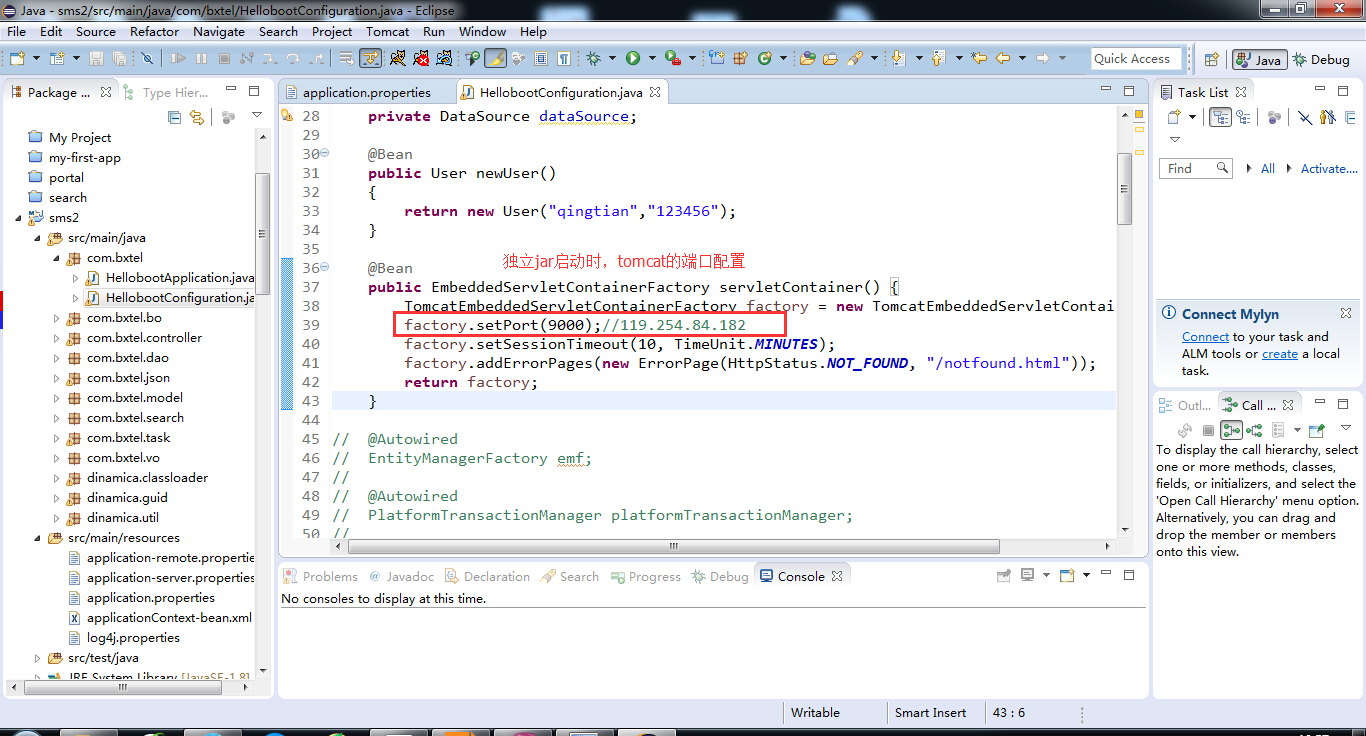 Java - sms2/src/main/java/com/bxtel/HellobootConfiguration.java - Eclipse
File Edit Source Refactor Navigate Search Project Tomcat Run Window Help
Quick Access Java Debug
Package ... Type Hier...
My Project
my-first-app
portal
search
sms2
src/main/java
com.bxtel
HellobootApplication.java
HellobootConfiguration.ja
com.bxtel.bo
com.bxtel.controller
com.bxtel.dao
com.bxtel.json
com.bxtel.model
com.bxtel.search
com.bxtel.task
com.bxtel.vo
dinamica.classloader
dinamica.guid
dinamica.util
src/main/resources
application-remote.propertie
application-server.properties
application.properties
applicationContext-bean.xml
log4j.properties
src/test/java
JRE System Library [JavaSE-1.8]
application.properties HellobootConfiguration.java
28 private DataSource dataSource;
29
30 @Bean
31 public User newUser()
32 {
33 return new User("qingtian","123456");
34 }
35
独立jar启动时，tomcat的端口配置
36 @Bean
37 public EmbeddedServletContainerFactory servletContainer() {
38 TomcatEmbeddedServletContainerFactory factory = new TomcatEmbeddedServletContai
39 factory.setPort(9000);//119.254.84.182
40 factory.setSessionTimeout(10, TimeUnit.MINUTES);
41 factory.addErrorPages(new ErrorPage(HttpStatus.NOT_FOUND, "/notfound.html"));
42 return factory;
43 }
44
45 // @Autowired
46 // EntityManagerFactory emf;
47 //
48 // @Autowired
49 // PlatformTransactionManager platformTransactionManager;
50 //
Problems @ Javadoc Declaration Search Progress Debug Console
No consoles to display at this time.
Task List
Find All Activate...
Connect Mylyn
Connect to your task and
ALM tools or create a local
task.
Outl... Call ...
To display the call hierarchy, select
one or more methods, classes,
fields, or initializers, and select the
'Open Call Hierarchy' menu option.
Alternatively, you can drag and
drop the member or members
onto this view.
Writable Smart Insert 43 : 6